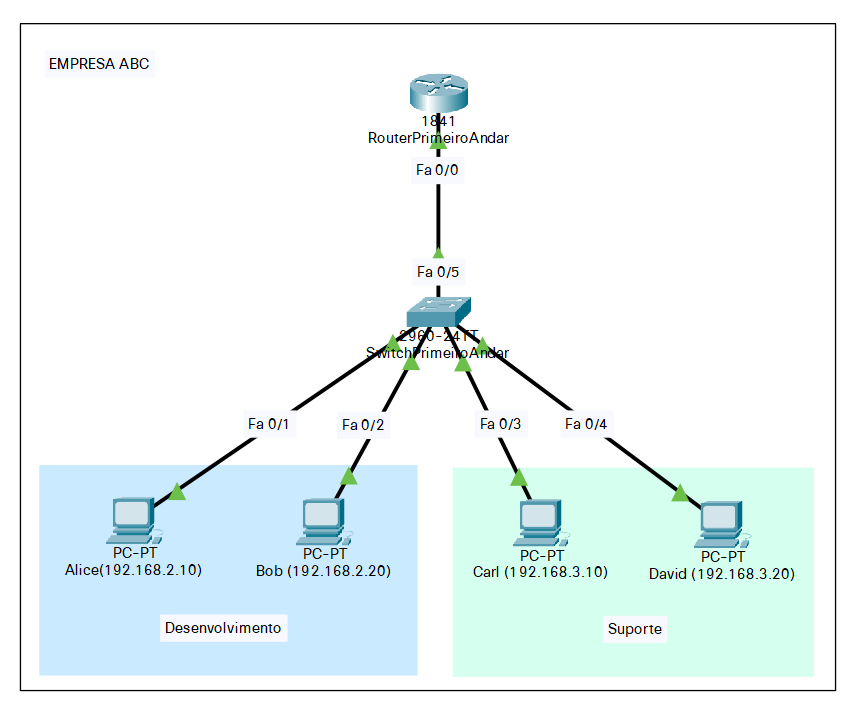 EMPRESA ABC
1841
RouterPrimeiroAndar
Fa 0/0
Fa 0/5
2960-24TT
SwitchPrimeiroAndar
Fa 0/1
Fa 0/2
Fa 0/3
Fa 0/4
PC-PT
Alice(192.168.2.10)
PC-PT
Bob (192.168.2.20)
PC-PT
Carl (192.168.3.10)
PC-PT
David (192.168.3.20)
Desenvolvimento
Suporte